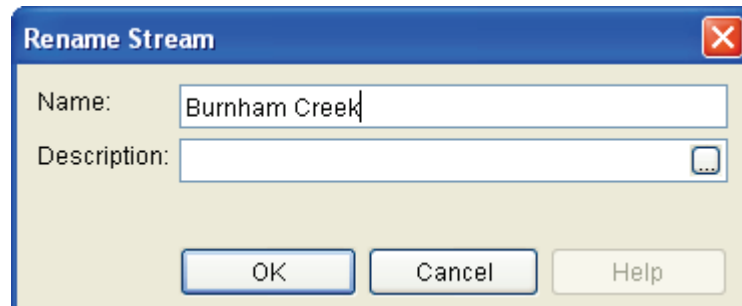 Rename Stream
Name: Burnham Creek
Description: ...
OK Cancel Help